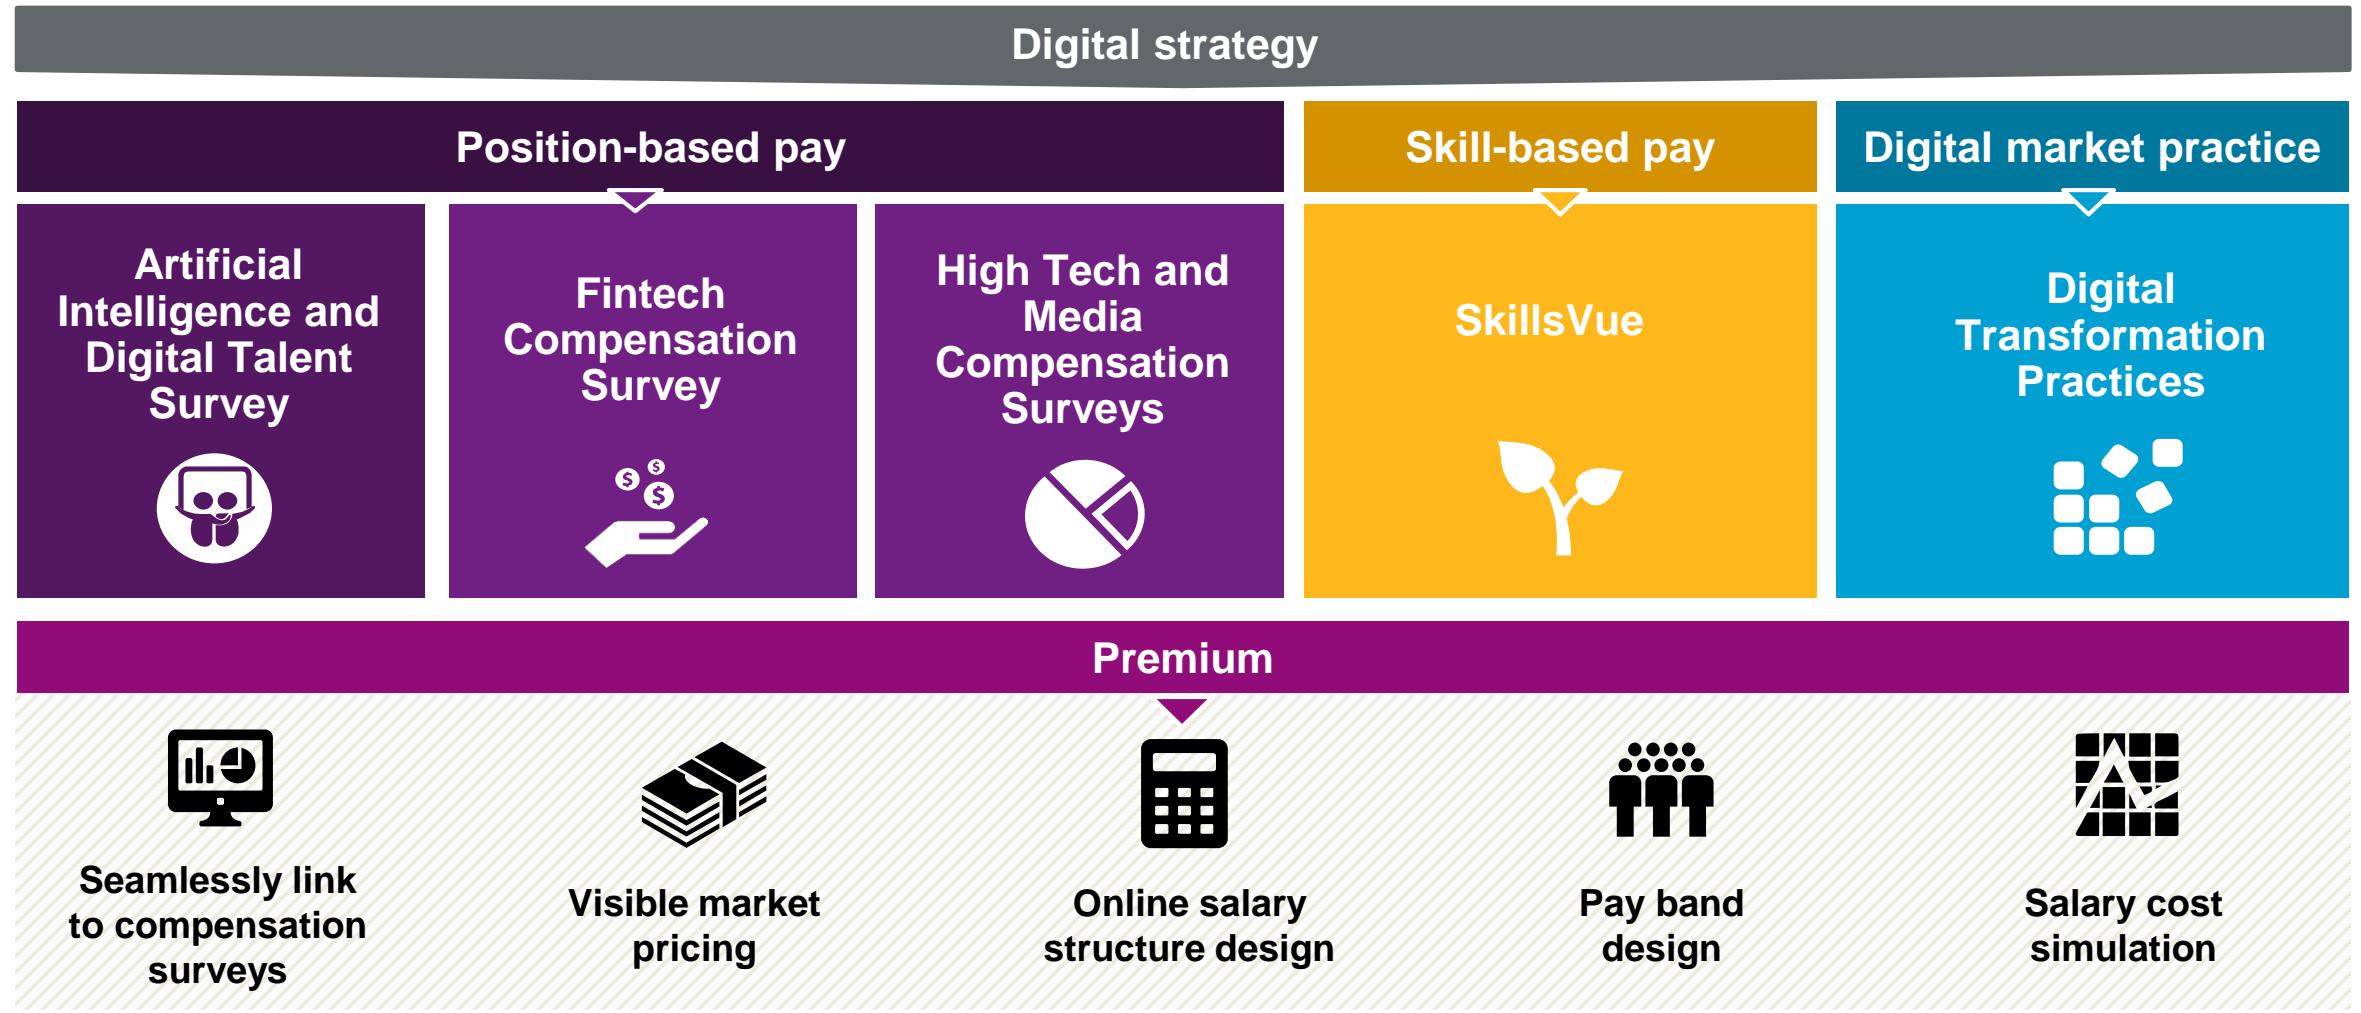 Digital strategy
Position-based pay
Skill-based pay
Digital market practice
Artificial
Intelligence and
Digital Talent
Survey
Fintech
Compensation
Survey
$
$
$
High Tech and
Media
Compensation
Surveys
SkillsVue
Digital
Transformation
Practices
Premium
Seamlessly link
to compensation
surveys
Visible market
pricing
Online salary
structure design
Pay band
design
Salary cost
simulation